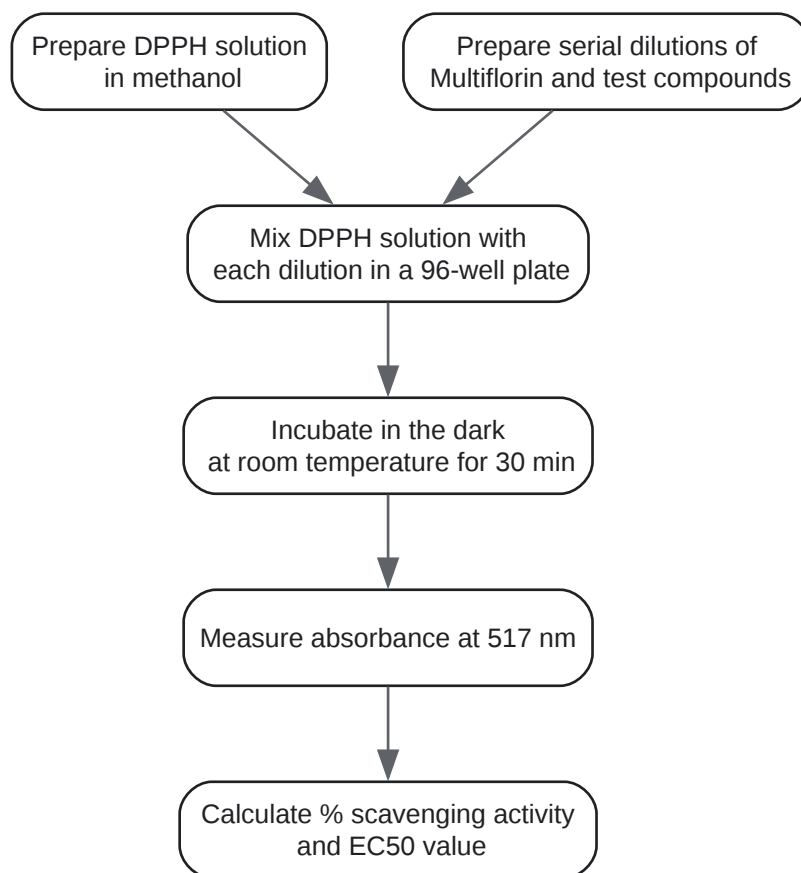 Prepare DPPH solution
in methanol
Prepare serial dilutions of
Multiflorin and test compounds
Mix DPPH solution with
each dilution in a 96-well plate
Incubate in the dark
at room temperature for 30 min
Measure absorbance at 517 nm
Calculate % scavenging activity
and EC50 value